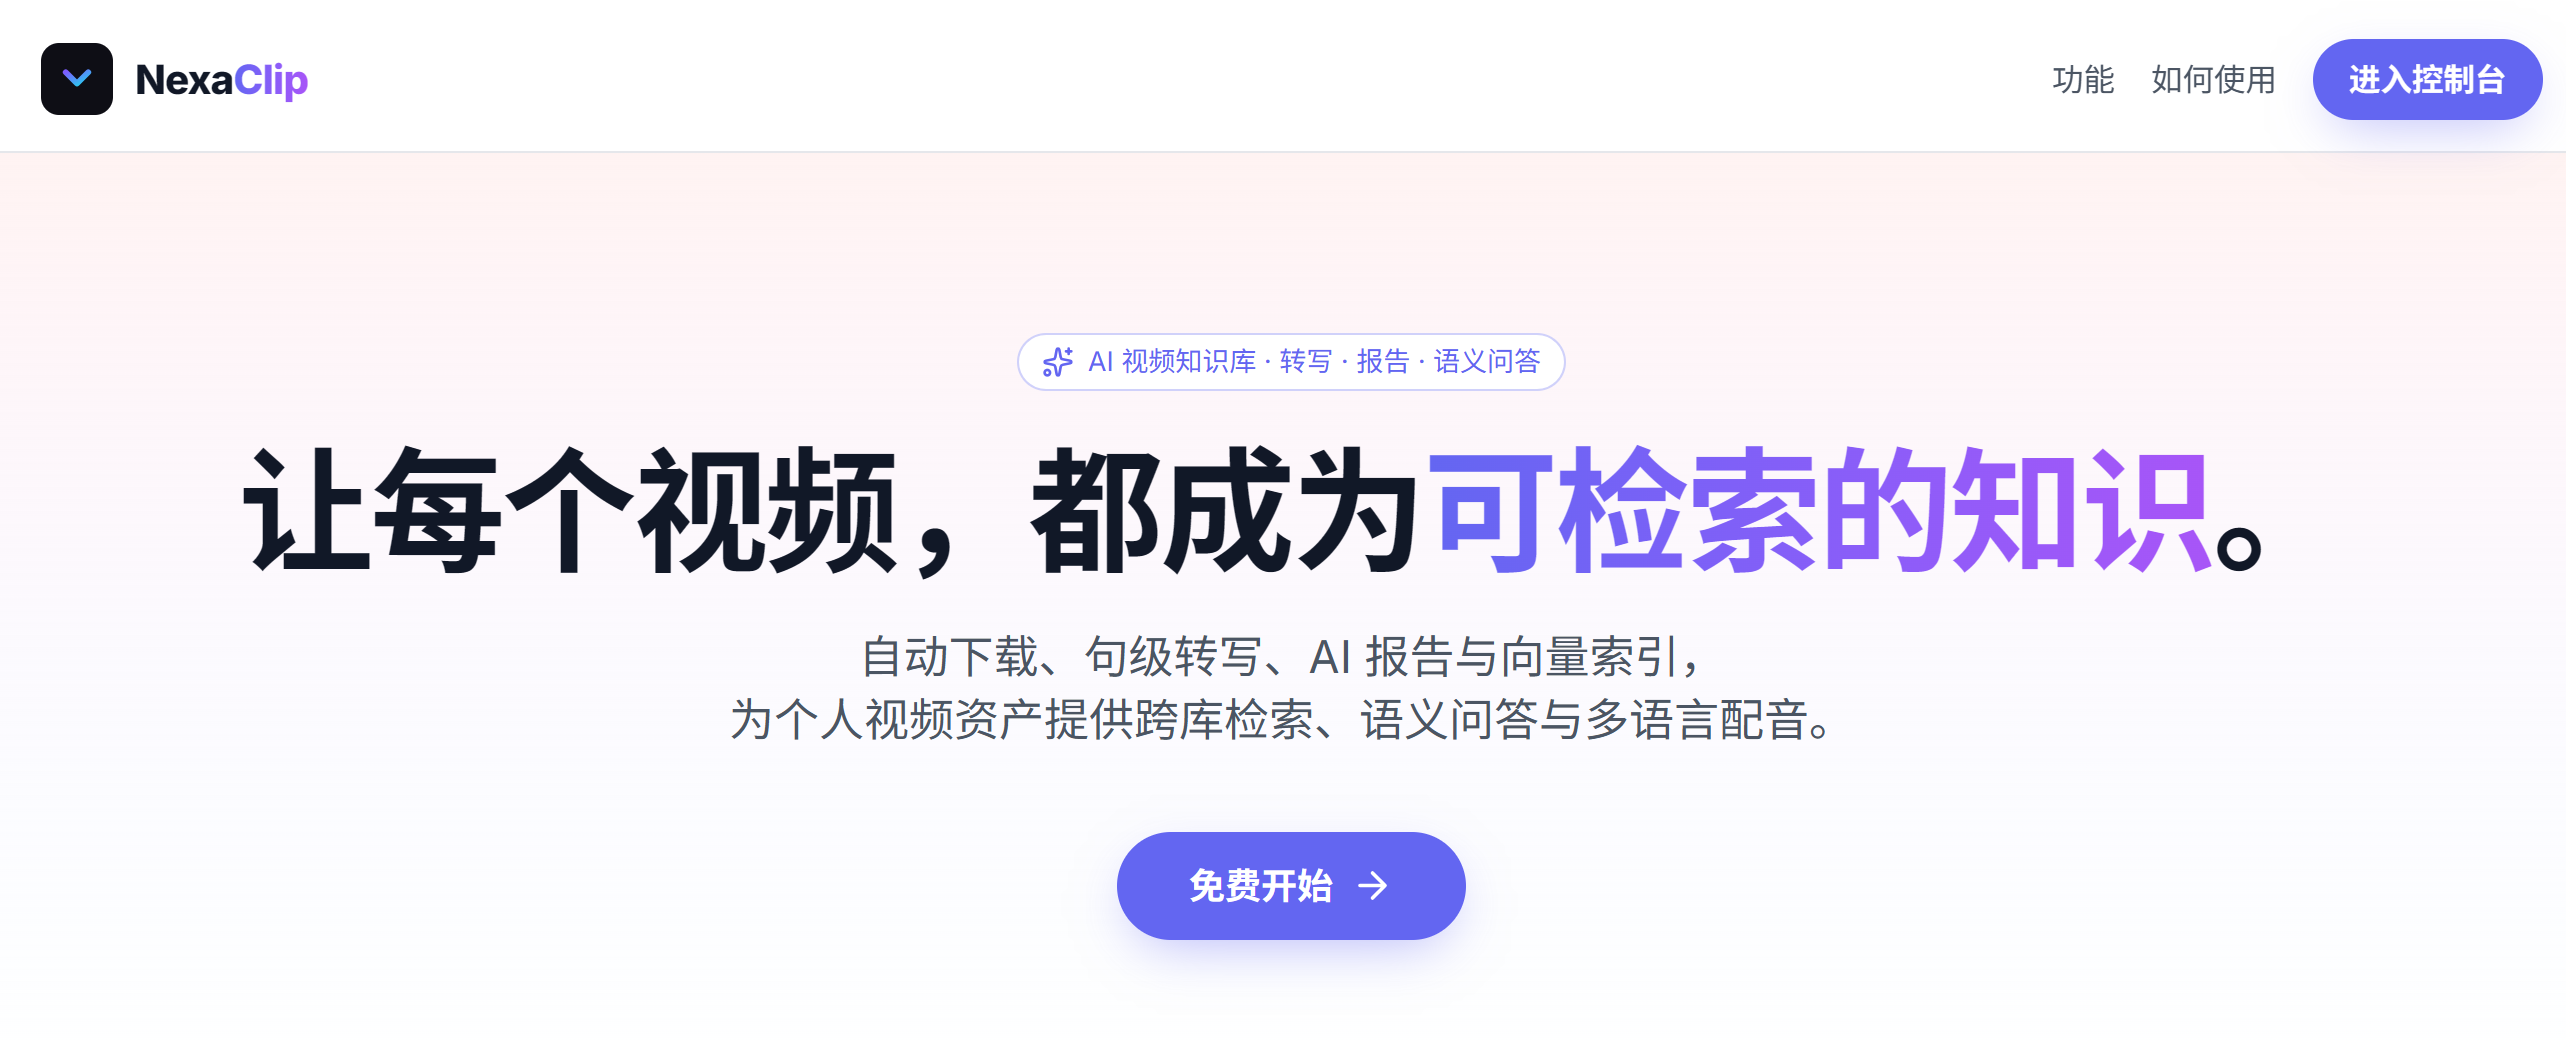 NexaClip
功能
如何使用
进入控制台
AI 视频知识库 · 转写 · 报告 · 语义问答
让每个视频，都成为可检索的知识。
自动下载、句级转写、AI 报告与向量索引，
为个人视频资产提供跨库检索、语义问答与多语言配音。
免费开始